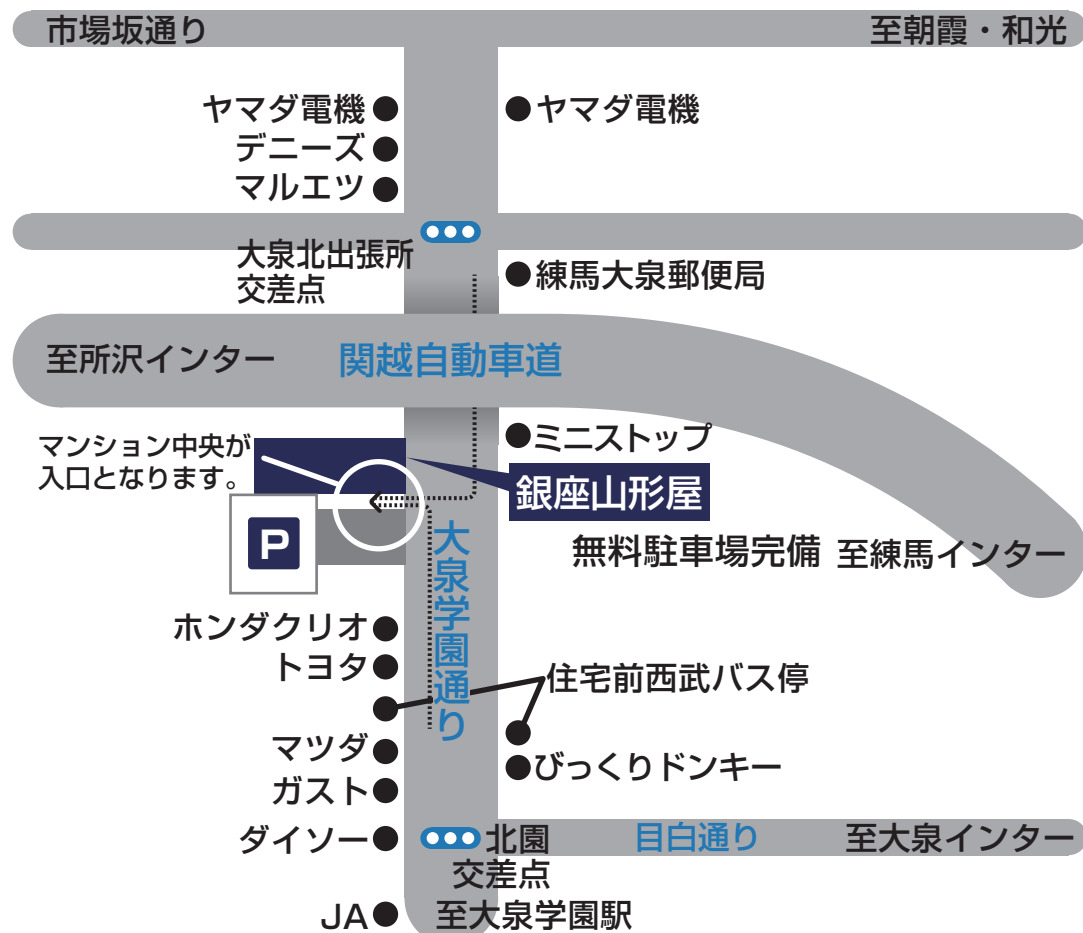 市場坂通り
至朝霞・和光
ヤマダ電機
ヤマダ電機
デニーズ
マルエツ
大泉北出張所
交差点
練馬大泉郵便局
至所沢インター
関越自動車道
ミニストップ
マンション中央が
入口となります。
銀座山形屋
P
無料駐車場完備
至練馬インター
大泉学園通り
ホンダクリオ
トヨタ
住宅前西武バス停
マツダ
びっくりドンキー
ガスト
ダイソー
北園
交差点
目白通り
至大泉インター
JA
至大泉学園駅